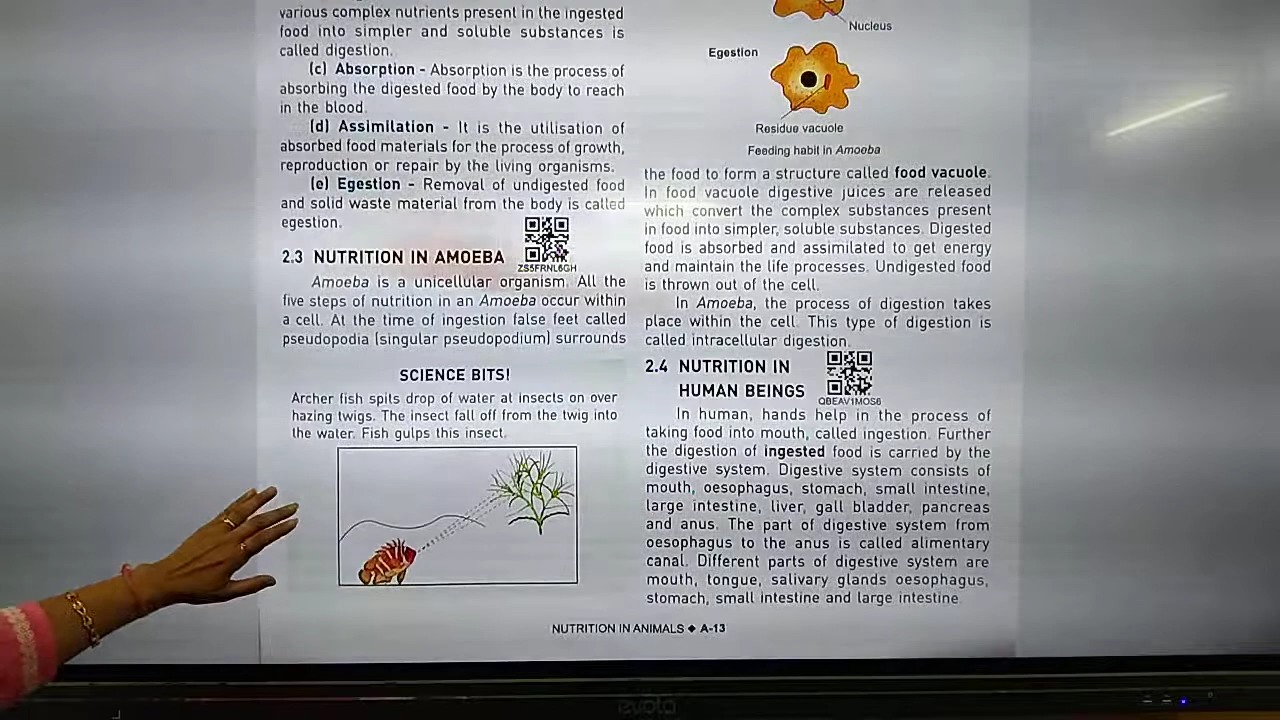 various complex nutrients present in the ingested
food into simpler and soluble substances is
called digestion.
(c) Absorption - Absorption is the process of
absorbing the digested food by the body to reach
in the blood.
(d) Assimilation - It is the utilisation of
absorbed food materials for the process of growth,
reproduction or repair by the living organisms.
(e) Egestion - Removal of undigested food
and solid waste material from the body is called
egestion.
ZS5FRNL6GH
2.3 NUTRITION IN AMOEBA
Amoeba is a unicellular organism. All the
five steps of nutrition in an Amoeba occur within
a cell. At the time of ingestion false feet called
pseudopodia (singular pseudopodium) surrounds
SCIENCE BITS!
Archer fish spits drop of water at insects on over
hazing twigs. The insect fall off from the twig into
the water. Fish gulps this insect.
Nucleus
Egestion
Residue vacuole
Feeding habit in Amoeba
the food to form a structure called food vacuole.
In food vacuole digestive juices are released
which convert the complex substances present
in food into simpler, soluble substances. Digested
food is absorbed and assimilated to get energy
and maintain the life processes. Undigested food
is thrown out of the cell.
In Amoeba, the process of digestion takes
place within the cell. This type of digestion is
called intracellular digestion.
2.4 NUTRITION IN
HUMAN BEINGS
QBEAV1MOS6
In human, hands help in the process of
taking food into mouth, called ingestion. Further
the digestion of ingested food is carried by the
digestive system. Digestive system consists of
mouth, oesophagus, stomach, small intestine,
large intestine, liver, gall bladder, pancreas
and anus. The part of digestive system from
oesophagus to the anus is called alimentary
canal. Different parts of digestive system are
mouth, tongue, salivary glands oesophagus,
stomach, small intestine and large intestine.
NUTRITION IN ANIMALS ◆ A-13